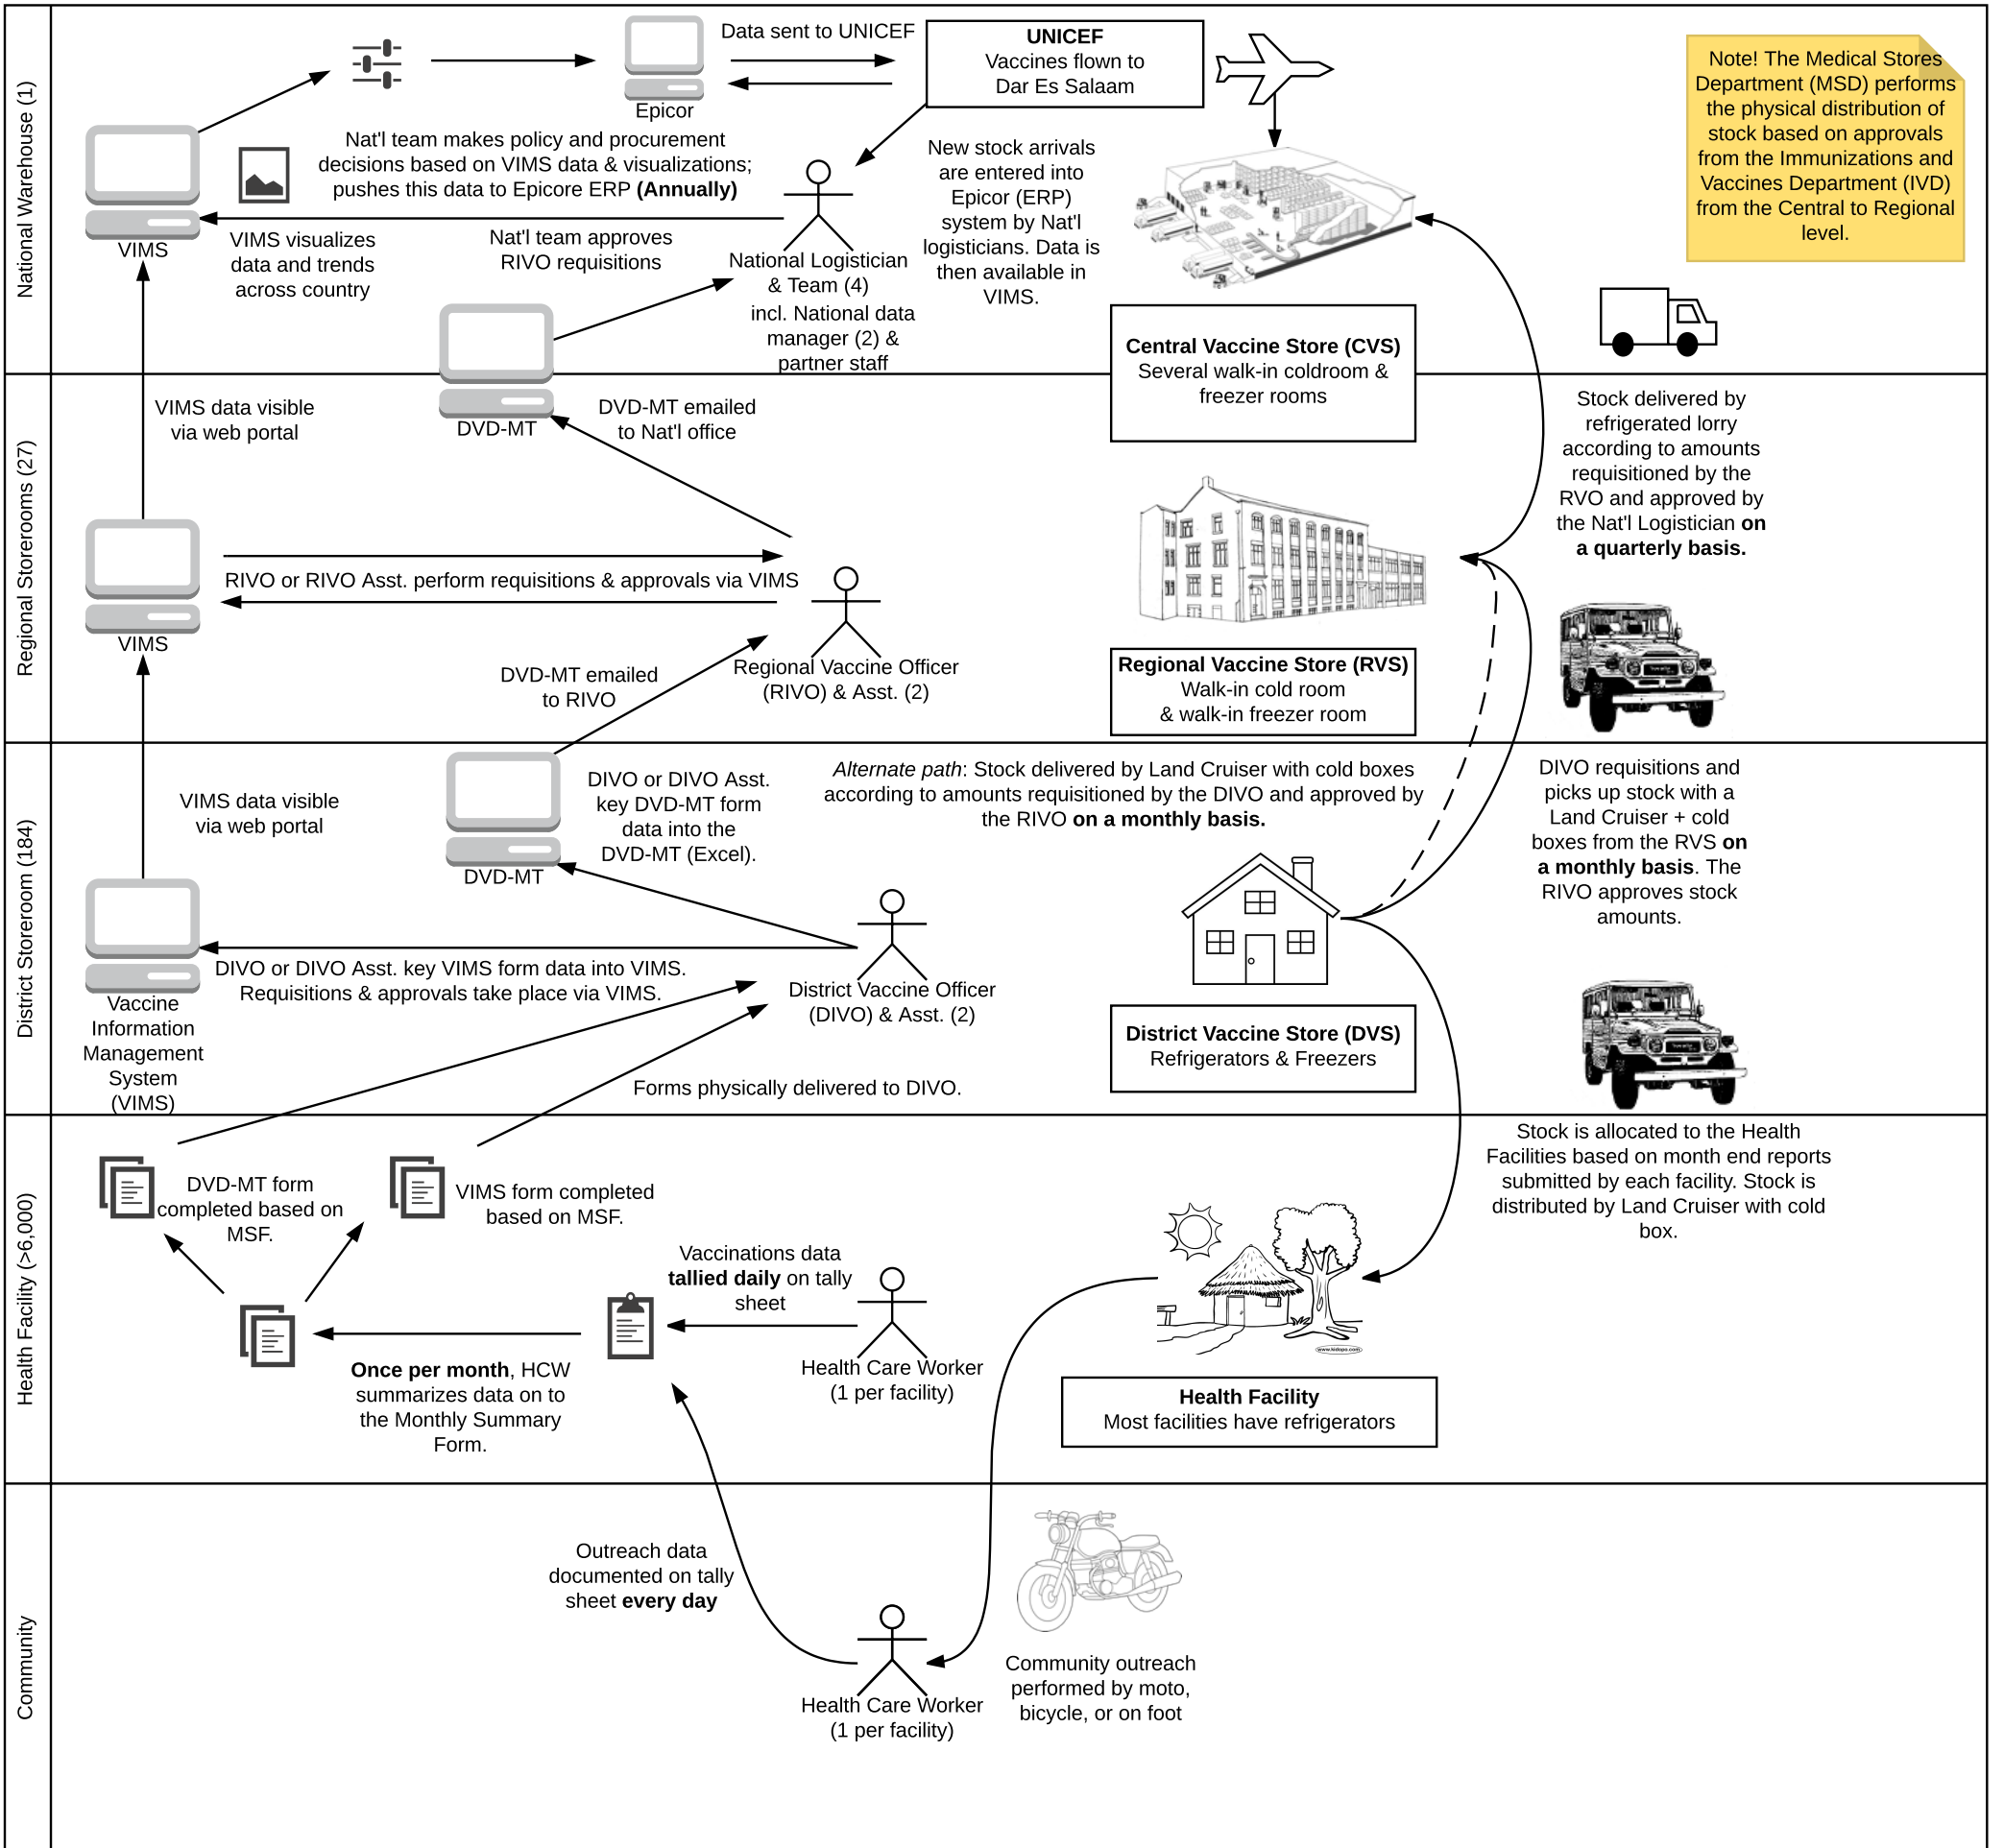 National Warehouse (1)
Data sent to UNICEF
UNICEF
Vaccines flown to
Dar Es Salaam
Epicor
Note! The Medical Stores
Department (MSD) performs
the physical distribution of
stock based on approvals
from the Immunizations and
Vaccines Department (IVD)
from the Central to Regional
level.
Nat'l team makes policy and procurement
decisions based on VIMS data & visualizations;
pushes this data to Epicore ERP (Annually)
New stock arrivals
are entered into
Epicor (ERP)
system by Nat'l
logisticians. Data is
then available in
VIMS.
VIMS
VIMS visualizes
data and trends
across country
Nat'l team approves
RIVO requisitions
National Logistician
& Team (4)
incl. National data
manager (2) &
partner staff
Central Vaccine Store (CVS)
Several walk-in coldroom &
freezer rooms
Regional Storerooms (27)
VIMS data visible
via web portal
DVD-MT
DVD-MT emailed
to Nat'l office
Stock delivered by
refrigerated lorry
according to amounts
requisitioned by the
RVO and approved by
the Nat'l Logistician on
a quarterly basis.
RIVO or RIVO Asst. perform requisitions & approvals via VIMS
VIMS
DVD-MT emailed
to RIVO
Regional Vaccine Officer
(RIVO) & Asst. (2)
Regional Vaccine Store (RVS)
Walk-in cold room
& walk-in freezer room
District Storeroom (184)
VIMS data visible
via web portal
DVD-MT
DIVO or DIVO Asst.
key DVD-MT form
data into the
DVD-MT (Excel).
Alternate path: Stock delivered by Land Cruiser with cold boxes
according to amounts requisitioned by the DIVO and approved by
the RIVO on a monthly basis.
DIVO requisitions and
picks up stock with a
Land Cruiser + cold
boxes from the RVS on
a monthly basis. The
RIVO approves stock
amounts.
DIVO or DIVO Asst. key VIMS form data into VIMS.
Requisitions & approvals take place via VIMS.
Vaccine
Information
Management
System
(VIMS)
District Vaccine Officer
(DIVO) & Asst. (2)
District Vaccine Store (DVS)
Refrigerators & Freezers
Forms physically delivered to DIVO.
Health Facility (>6,000)
DVD-MT form
completed based on
MSF.
VIMS form completed
based on MSF.
Stock is allocated to the Health
Facilities based on month end reports
submitted by each facility. Stock is
distributed by Land Cruiser with cold
box.
Vaccinations data
tallied daily on tally
sheet
www.kidops.com
Once per month, HCW
summarizes data on to
the Monthly Summary
Form.
Health Care Worker
(1 per facility)
Health Facility
Most facilities have refrigerators
Community
Outreach data
documented on tally
sheet every day
Health Care Worker
(1 per facility)
Community outreach
performed by moto,
bicycle, or on foot